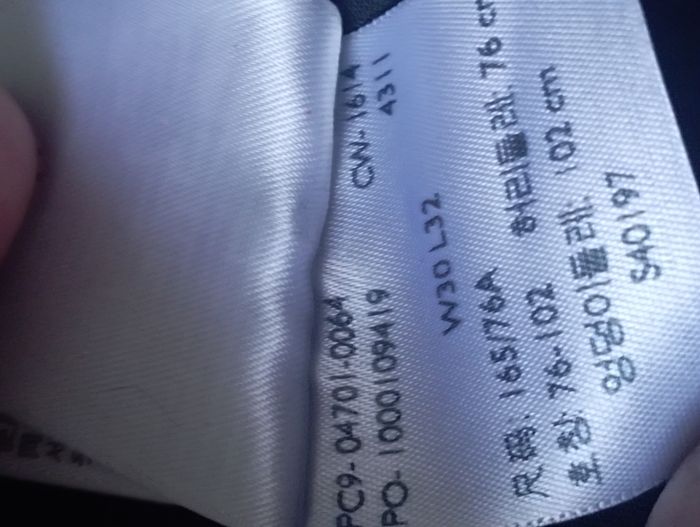 PC9-04701-0064 CW-1614
PO-1000109419 4311
W30 L32
尺码: 165/76A 허리둘레: 76 cm
호칭: 76-102 엉덩이둘레: 102 cm
S40197